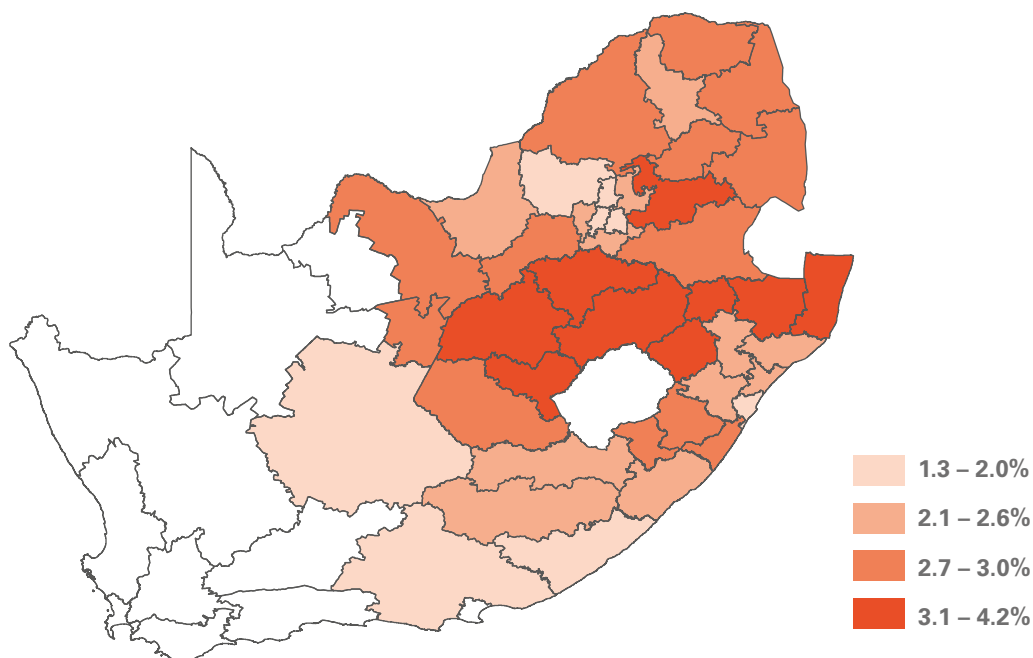 1.3 – 2.0%
2.1 – 2.6%
2.7 – 3.0%
3.1 – 4.2%